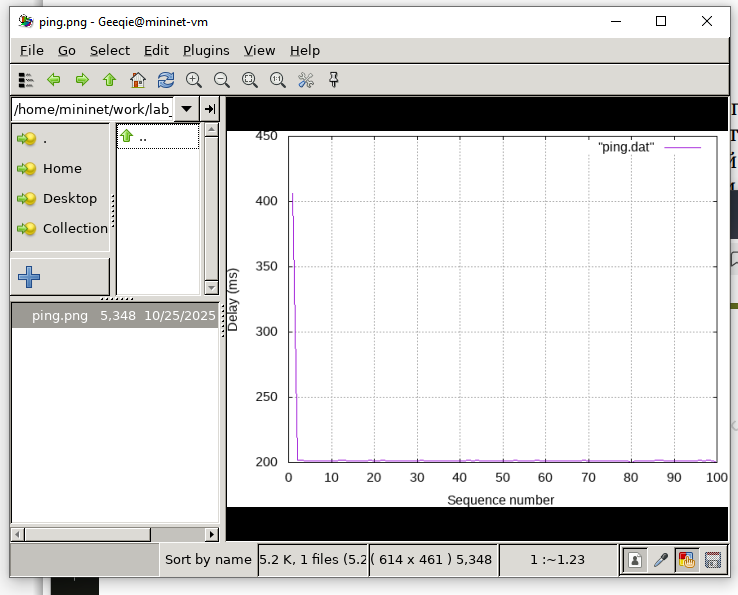 ping.png - Geeqie@mininet-vm
File Go Select Edit Plugins View Help
/home/mininet/work/lab_
.
..
Home
Desktop
Collection
ping.png 5,348 10/25/2025
"ping.dat"
450
400
350
300
250
200
Delay (ms)
0 10 20 30 40 50 60 70 80 90 100
Sequence number
Sort by name 5.2 K, 1 files (5.2 ( 614 x 461 ) 5,348 1 :~1.23